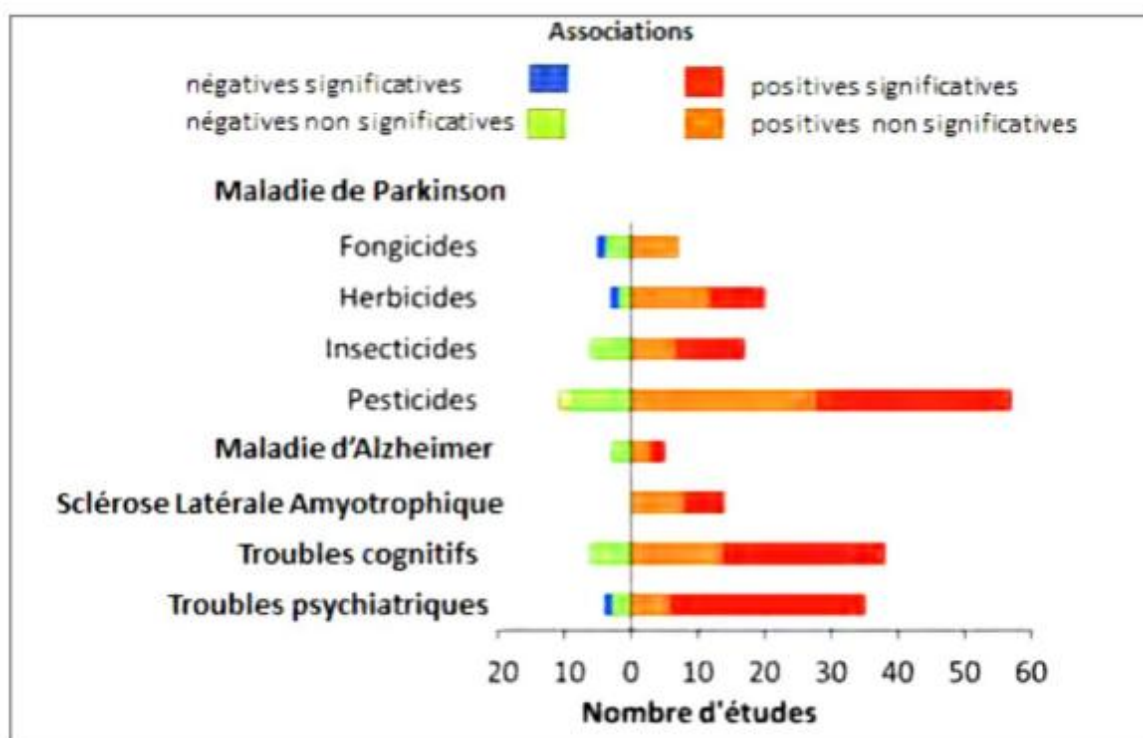 Associations
négatives significatives positives significatives
négatives non significatives positives non significatives
Maladie de Parkinson
Fongicides
Herbicides
Insecticides
Pesticides
Maladie d'Alzheimer
Sclérose Latérale Amyotrophique
Troubles cognitifs
Troubles psychiatriques
20 10 0 10 20 30 40 50 60
Nombre d'études